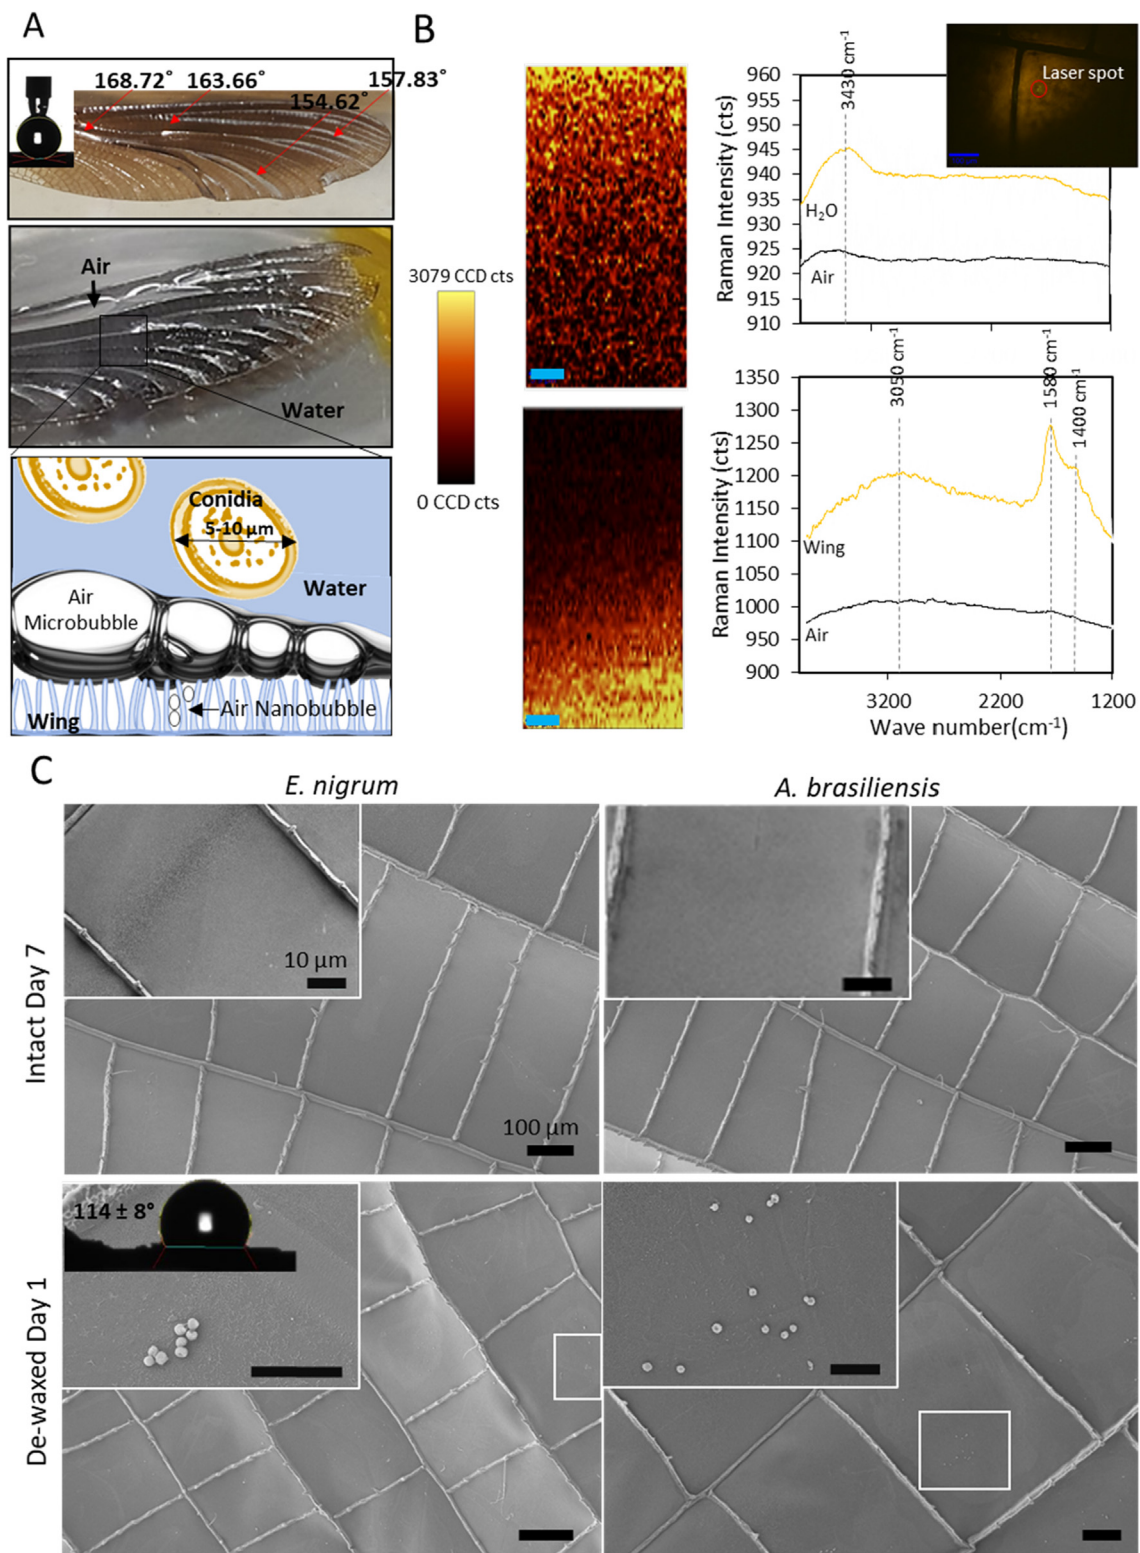 A
168.72°
163.66°
157.83°
154.62°
Air
Water
Conidia
5-10 µm
Water
Air
Microbubble
Air Nanobubble
Wing
B
3079 CCD cts
0 CCD cts
Raman Intensity (cts)
960
955
950
945
940
935
930
925
920
915
910
3430 cm⁻¹
Laser spot
H₂O
Air
Raman Intensity (cts)
1350
1300
1250
1200
1150
1100
1050
1000
950
900
3050 cm⁻¹
1580 cm⁻¹
1400 cm⁻¹
Wing
Air
3200
2200
1200
Wave number(cm⁻¹)
C
E. nigrum
A. brasiliensis
Intact Day 7
10 µm
100 µm
De-waxed Day 1
114 ± 8°